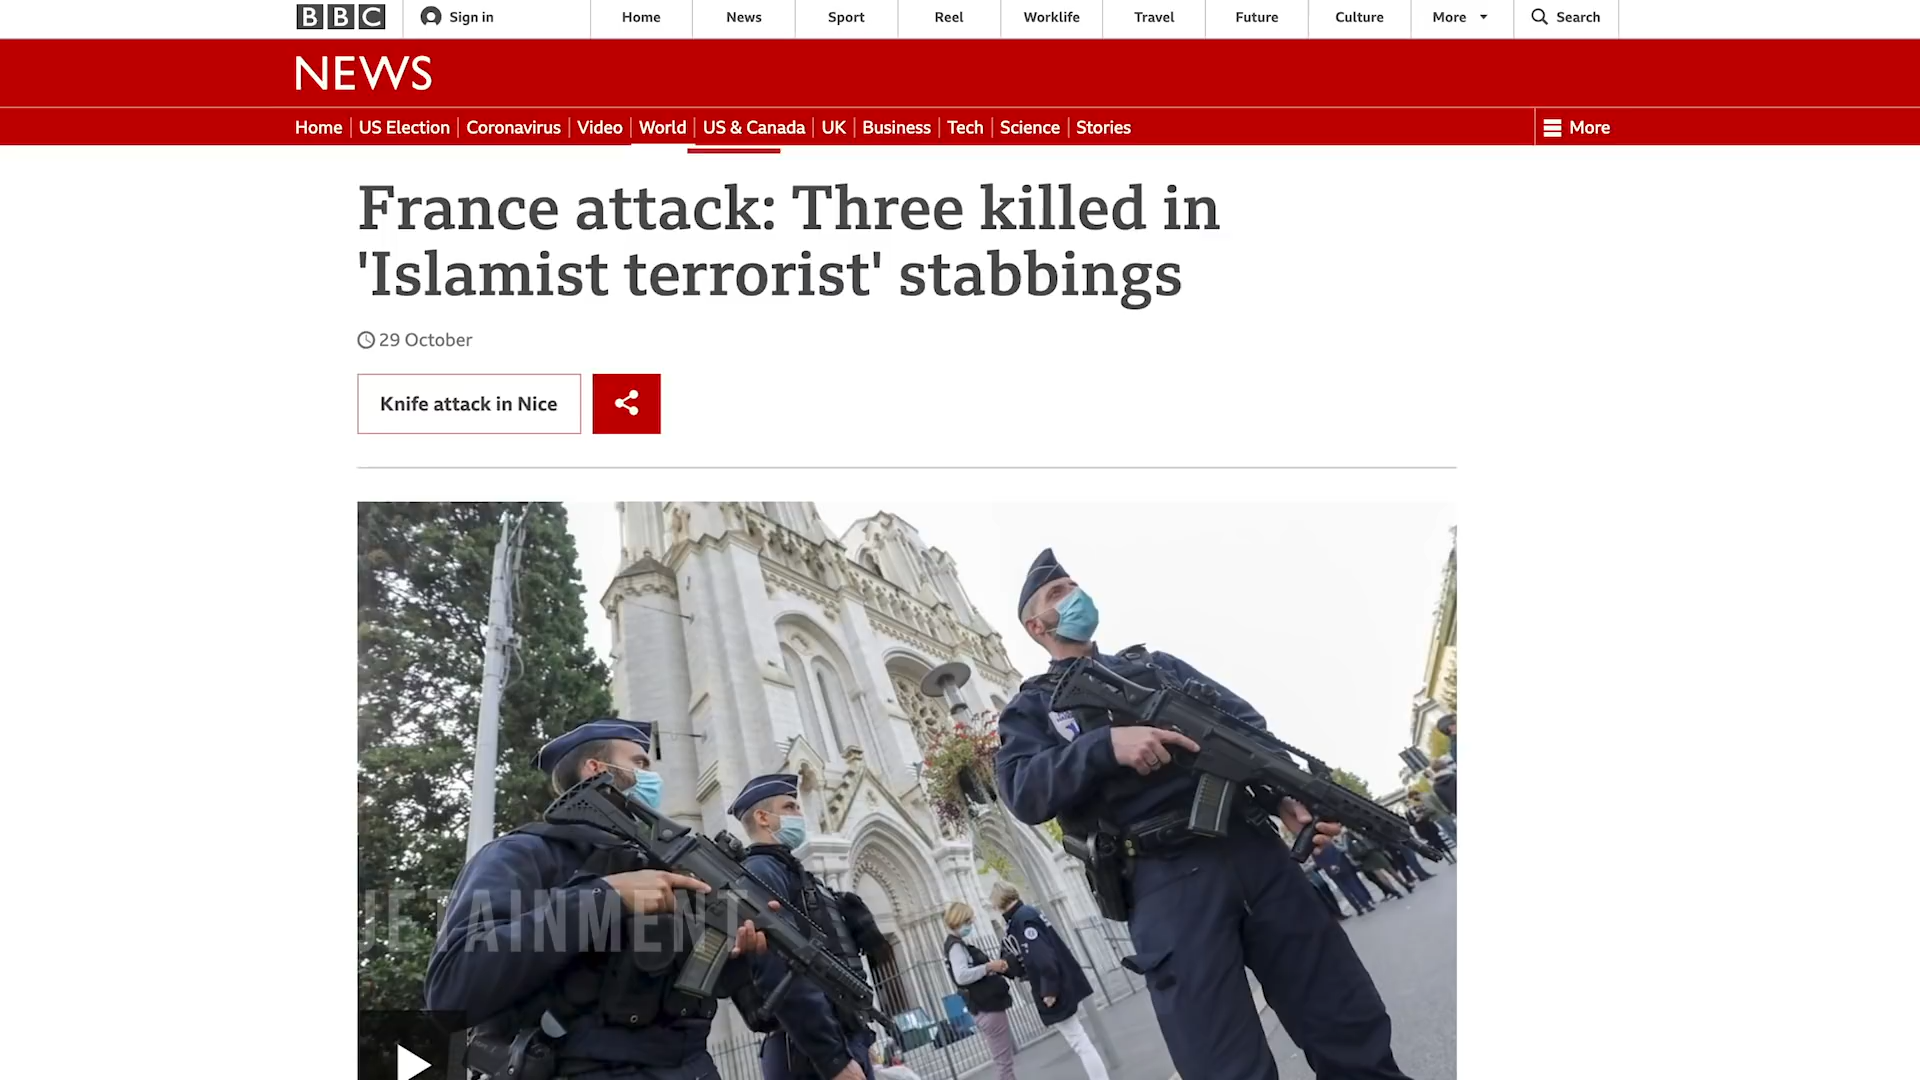 BBC
Sign in
Home
News
Sport
Reel
Worklife
Travel
Future
Culture
More
Search
NEWS
Home
US Election
Coronavirus
Video
World
US & Canada
UK
Business
Tech
Science
Stories
More
France attack: Three killed in
'Islamist terrorist' stabbings
29 October
Knife attack in Nice
JETAINMENT